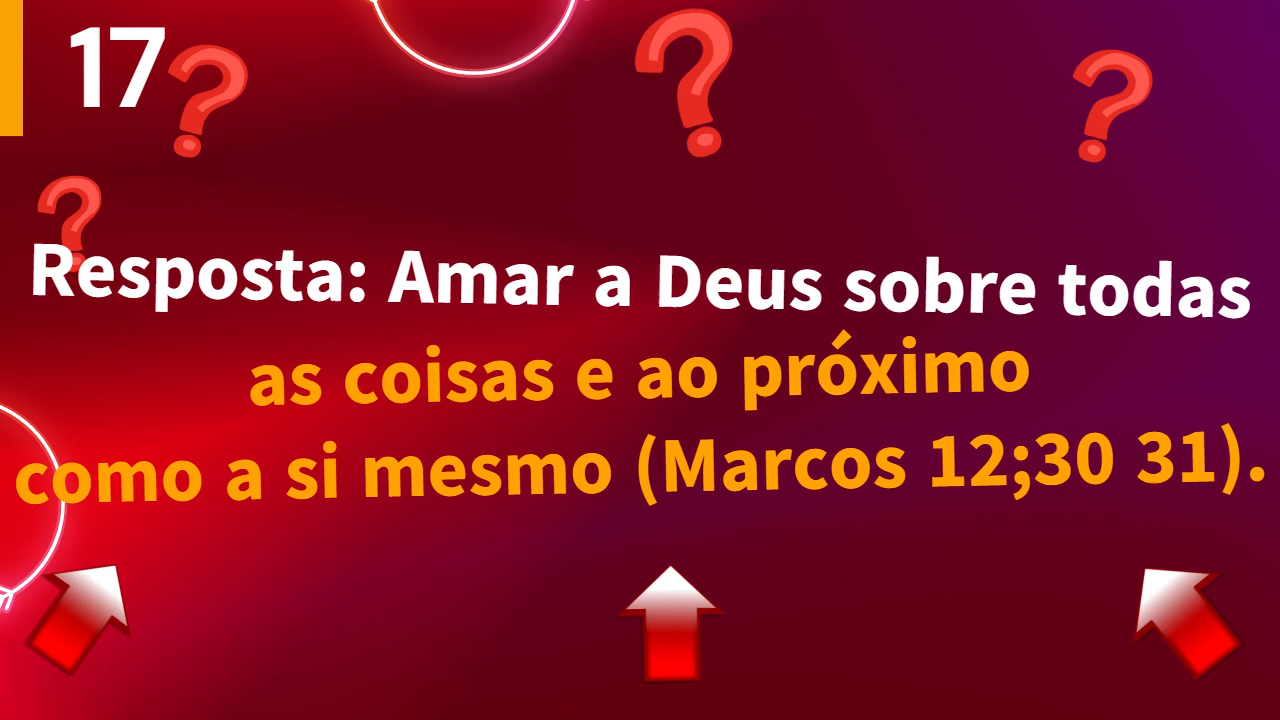 17
Resposta: Amar a Deus sobre todas
as coisas e ao próximo
como a si mesmo (Marcos 12;30 31).